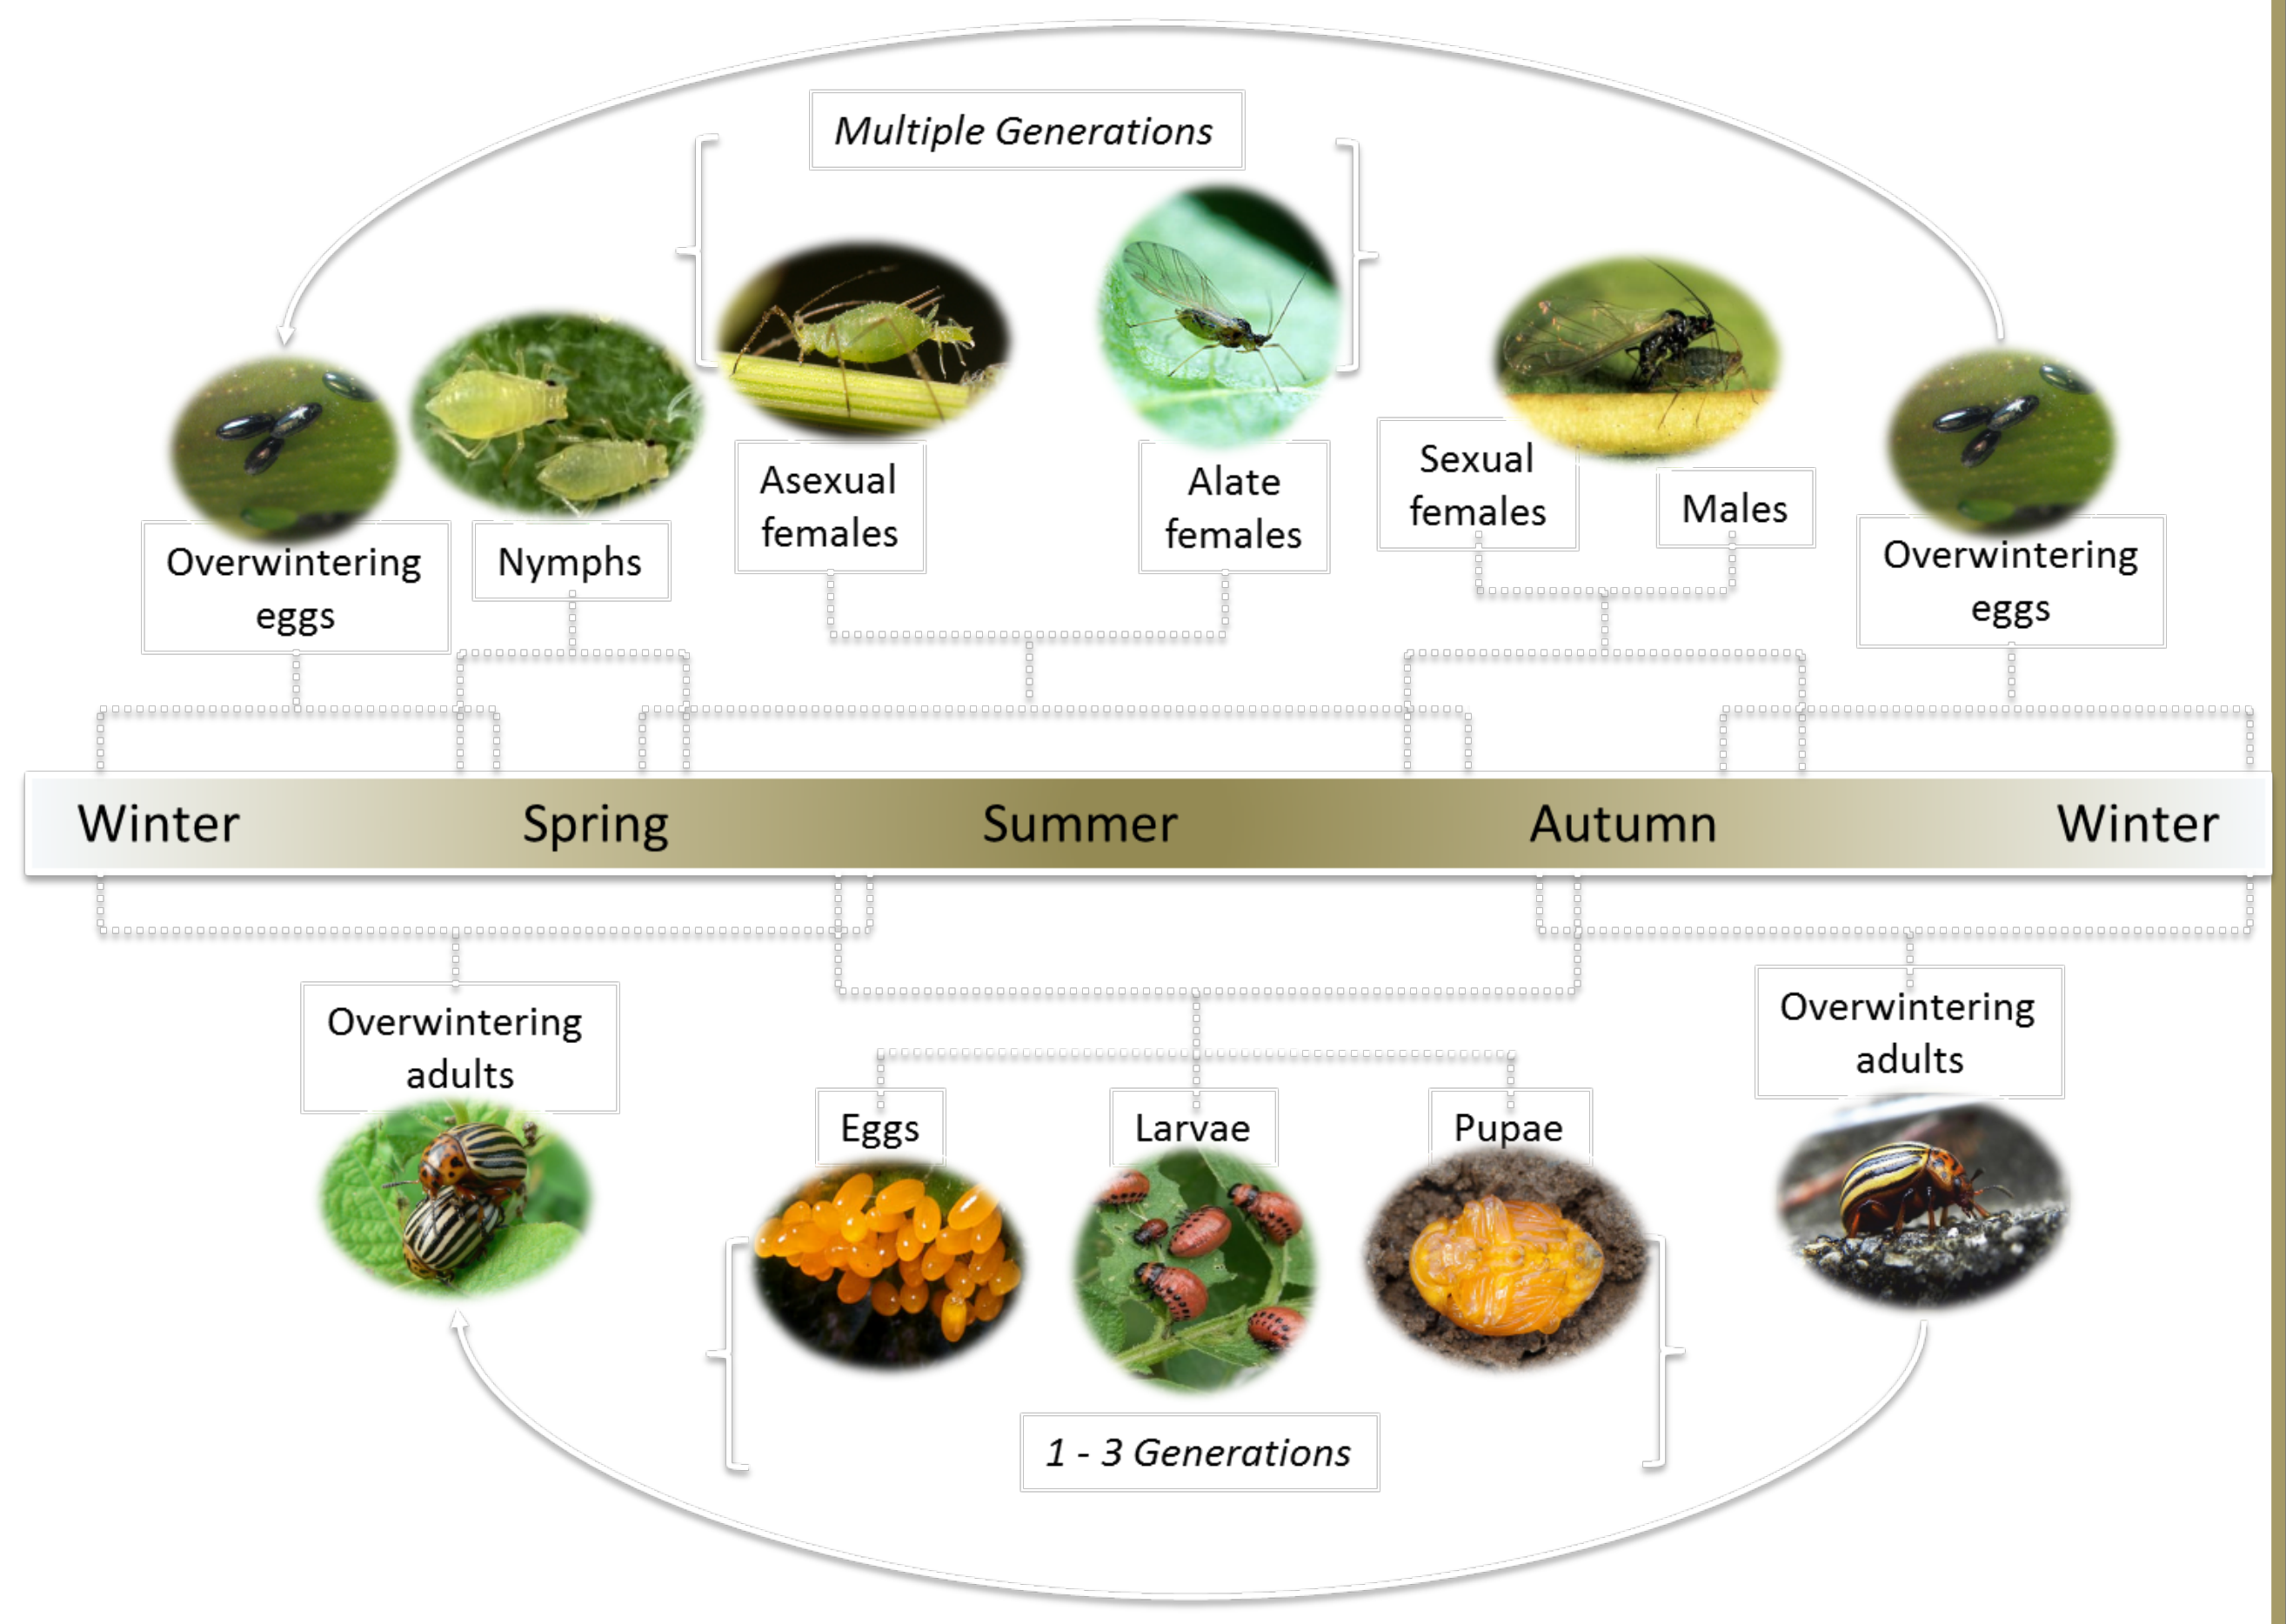 Multiple Generations
Asexual
females
Alate
females
Sexual
females
Males
Overwintering
eggs
Nymphs
Overwintering
eggs
Winter
Spring
Summer
Autumn
Winter
Overwintering
adults
Overwintering
adults
Eggs
Larvae
Pupae
1 - 3 Generations